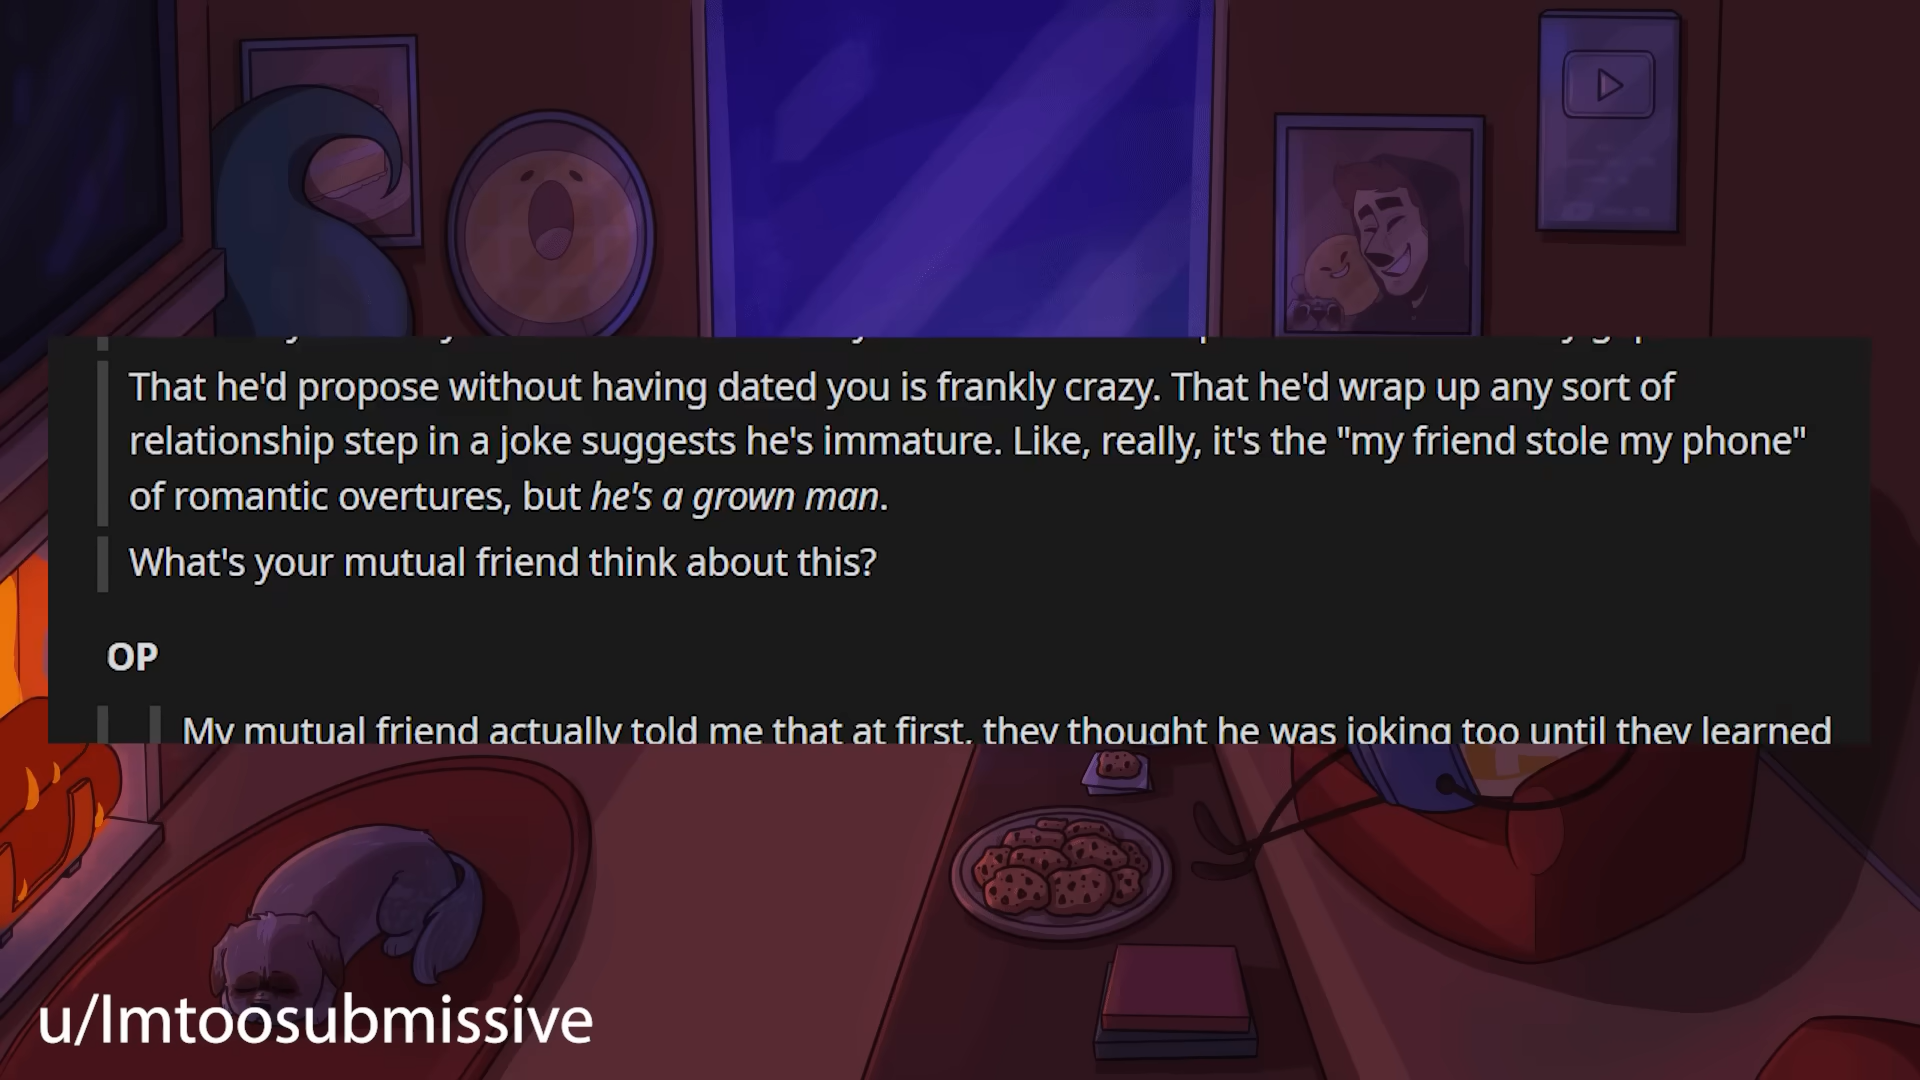 That he'd propose without having dated you is frankly crazy. That he'd wrap up any sort of
relationship step in a joke suggests he's immature. Like, really, it's the "my friend stole my phone"
of romantic overtures, but he's a grown man.
What's your mutual friend think about this?
OP
My mutual friend actually told me that at first, they thought he was joking too until they learned
u/Imtoosubmissive